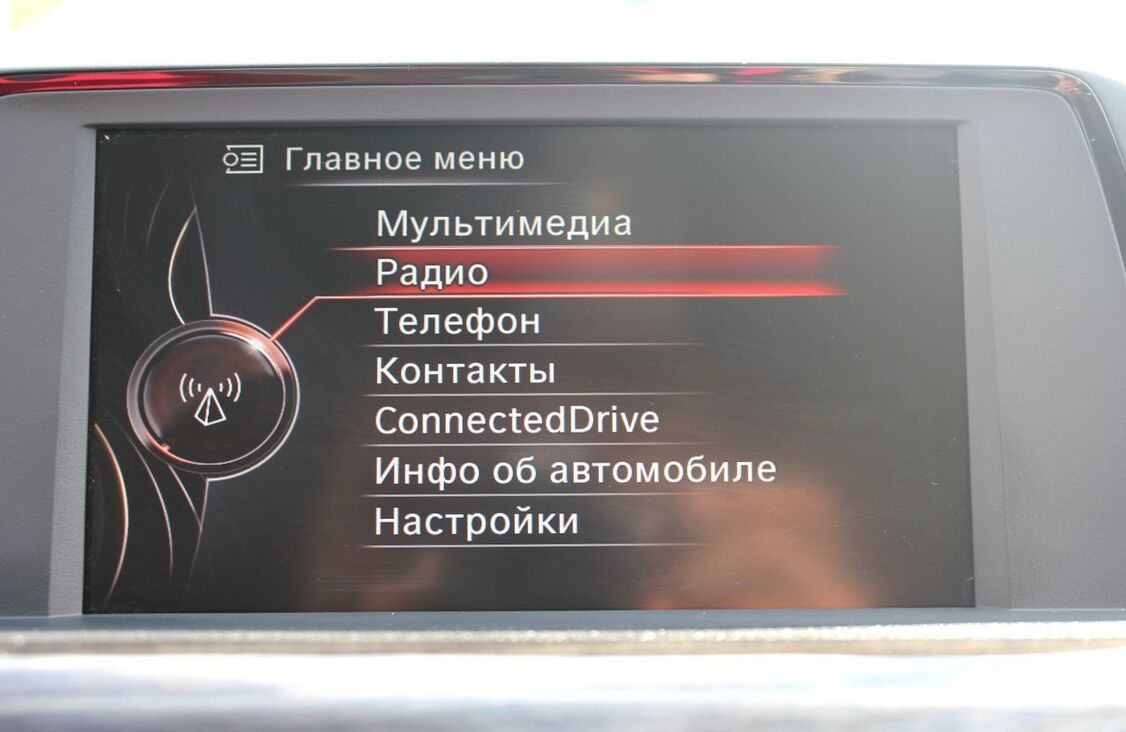 Главное меню
Мультимедиа
Радио
Телефон
Контакты
ConnectedDrive
Инфо об автомобиле
Настройки